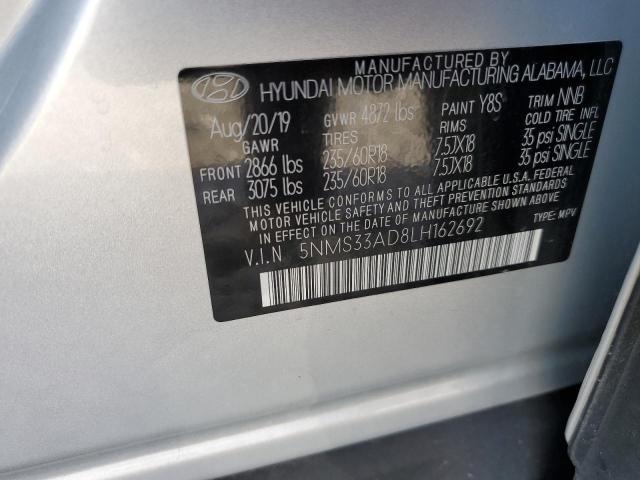 MANUFACTURED BY
HYUNDAI MOTOR MANUFACTURING ALABAMA, LLC
Aug/20/19 GVWR 4872 lbs PAINT Y8S TRIM NNB
GAWR TIRES RIMS COLD TIRE INFL
FRONT 2866 lbs 235/60R18 7.5JX18 35 psi SINGLE
REAR 3075 lbs 235/60R18 7.5JX18 35 psi SINGLE
THIS VEHICLE CONFORMS TO ALL APPLICABLE U.S.A. FEDERAL
MOTOR VEHICLE SAFETY AND THEFT PREVENTION STANDARDS
IN EFFECT ON THE DATE OF MANUFACTURE SHOWN ABOVE.
V.I.N 5NMS33AD8LH162692 TYPE: MPV